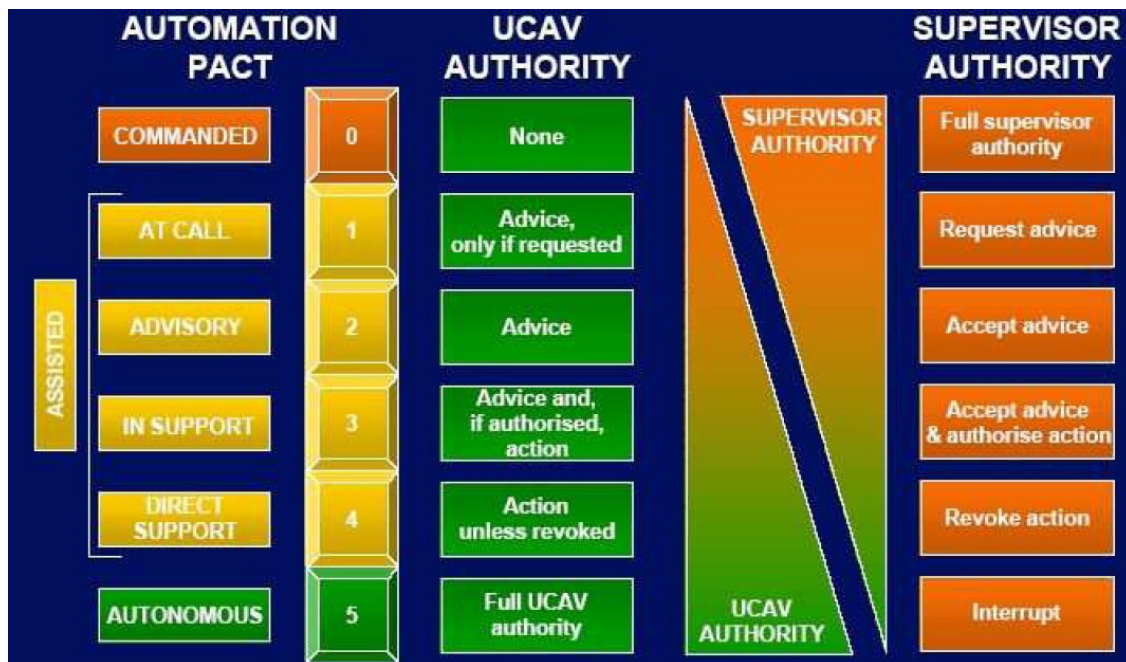 AUTOMATION
PACT
UCAV
AUTHORITY
SUPERVISOR
AUTHORITY
COMMANDED
0
None
SUPERVISOR
AUTHORITY
Full supervisor
authority
ASSISTED
AT CALL
1
Advice,
only if requested
Request advice
ADVISORY
2
Advice
Accept advice
IN SUPPORT
3
Advice and,
if authorised,
action
Accept advice
& authorise action
DIRECT
SUPPORT
4
Action
unless revoked
Revoke action
AUTONOMOUS
5
Full UCAV
authority
UCAV
AUTHORITY
Interrupt